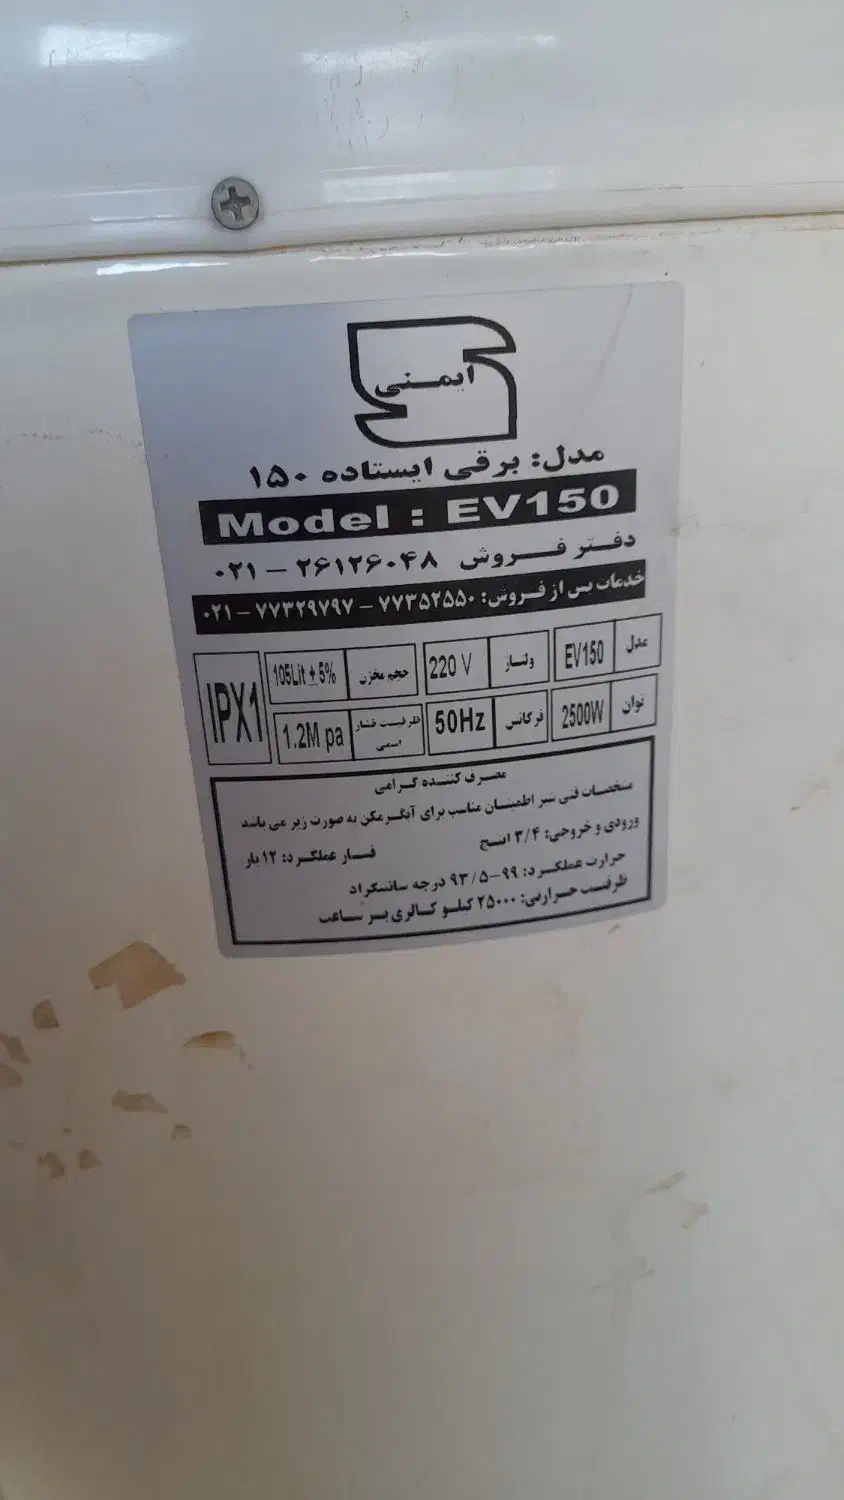 ایمنی
مدل: برقی ایستاده ۱۵۰
Model : EV150
دفتر فروش ۲۶۱۲۶۰۴۸ – ۰۲۱
خدمات پس از فروش: ۷۷۳۵۲۵۵۰ – ۷۷۳۲۹۷۹۷ – ۰۲۱
مدل EV150 ولتاژ 220 V حجم مخزن 105Lit ± 5% IPX1
توان 2500W فرکانس 50Hz ظرفیت فشار اسمی 1.2M pa
مصرف کننده گرامی
مشخصات فنی شیر اطمینان مناسب برای آبگرمکن به صورت زیر می باشد
ورودی و خروجی: ۳/۴ اینچ فشار عملکرد: ۱۲ بار
حرارت عملکرد: ۹۹-۹۳/۵ درجه سانتیگراد
ظرفیت حرارتی: ۲۵۰۰۰ کیلو کالری بر ساعت